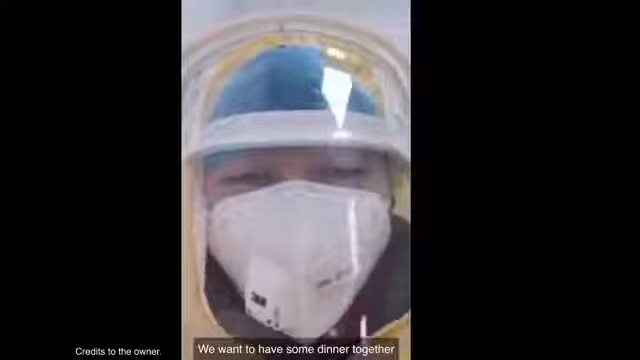 3M
We want to have some dinner together
Credits to the owner.